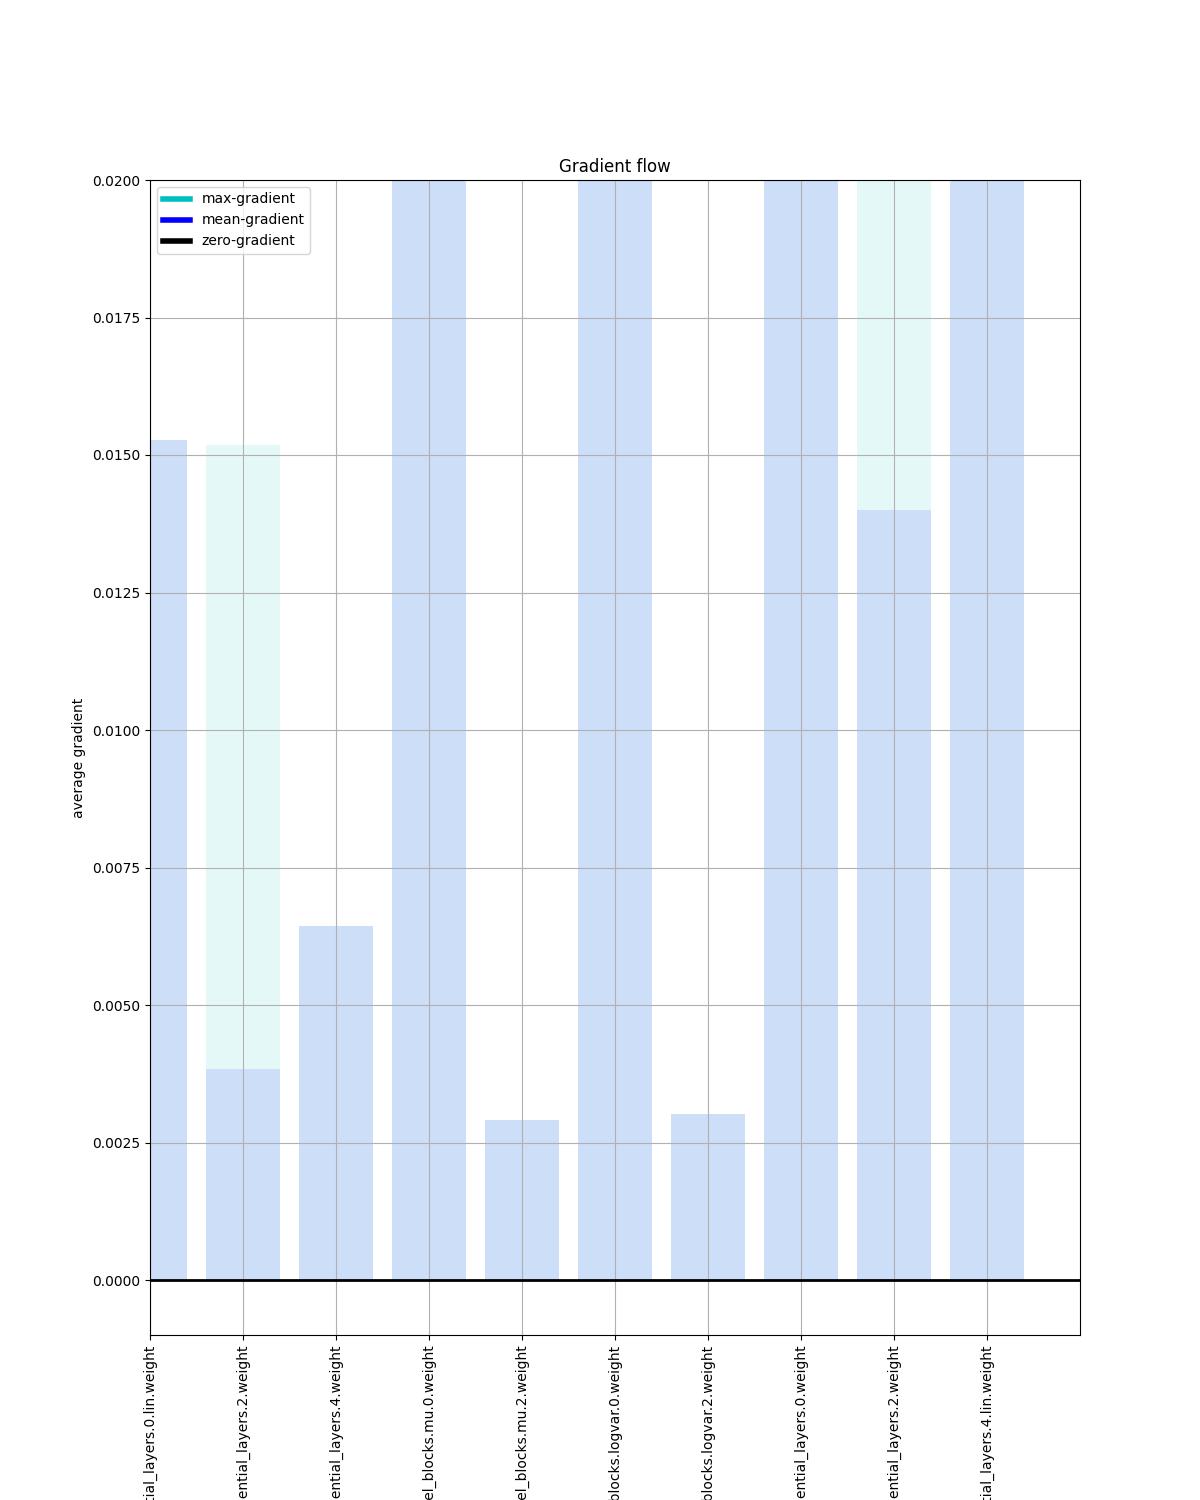 Gradient flow
max-gradient
mean-gradient
zero-gradient
0.0200
0.0175
0.0150
0.0125
0.0100
0.0075
0.0050
0.0025
0.0000
average gradient
tial_layers.0.lin.weight
ential_layers.2.weight
ential_layers.4.weight
el_blocks.mu.0.weight
el_blocks.mu.2.weight
blocks.logvar.0.weight
blocks.logvar.2.weight
ential_layers.0.weight
ential_layers.2.weight
tial_layers.4.lin.weight